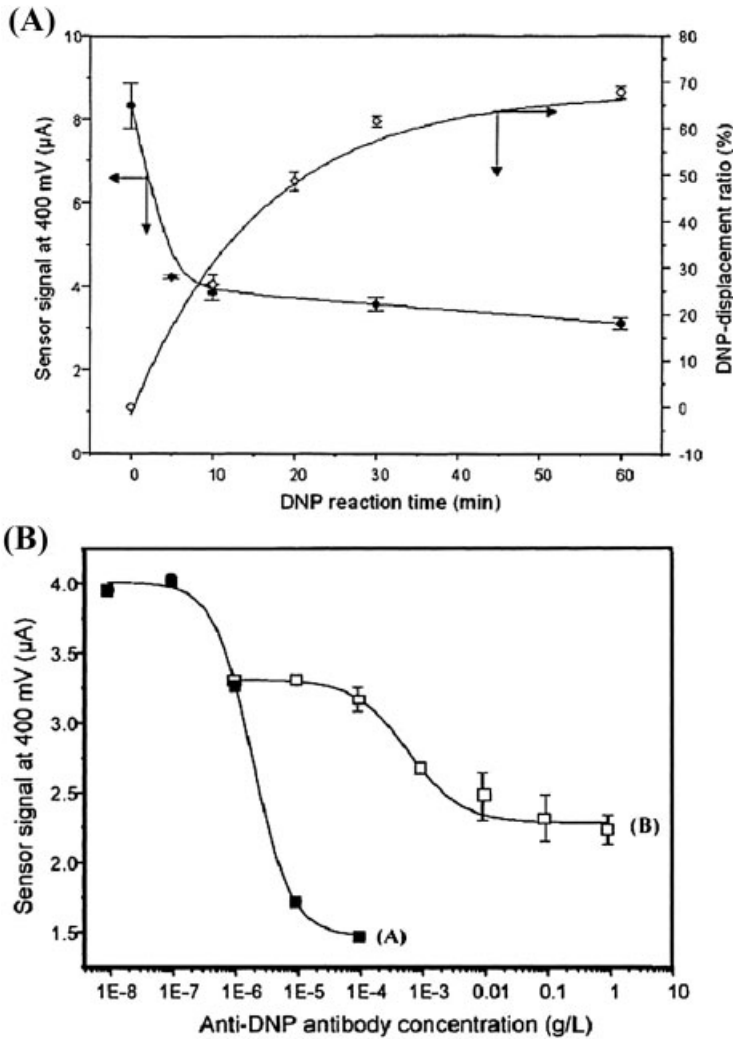 (A)
10
8
6
4
2
0
Sensor signal at 400 mV (µA)
80
70
60
50
40
30
20
10
0
-10
DNP-displacement ratio (%)
0 10 20 30 40 50 60
DNP reaction time (min)
(B)
4.0
3.5
3.0
2.5
2.0
1.5
Sensor signal at 400 mV (µA)
(B)
(A)
1E-8 1E-7 1E-6 1E-5 1E-4 1E-3 0.01 0.1 1 10
Anti-DNP antibody concentration (g/L)